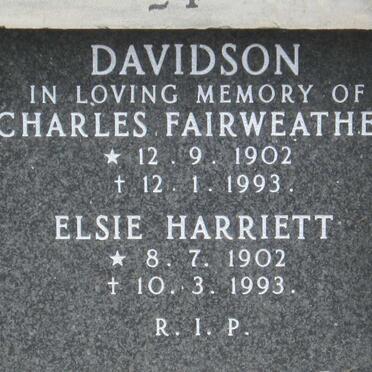 DAVIDSON
IN LOVING MEMORY OF
CHARLES FAIRWEATHE
★ 12. 9. 1902
† 12. 1. 1993.
ELSIE HARRIETT
★ 8. 7. 1902
† 10. 3. 1993.
R. I. P.